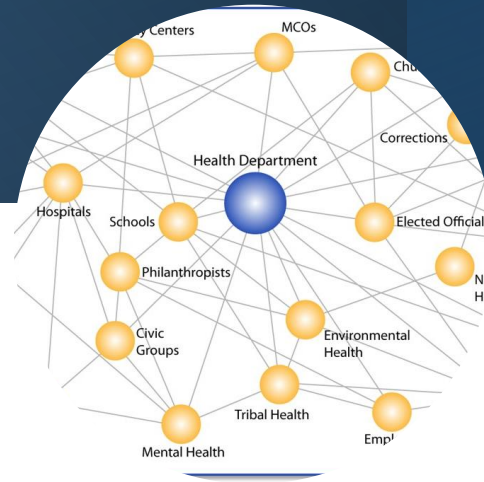 Centers
MCOs
Corrections
Health Department
Hospitals
Schools
Elected Official
Philanthropists
Civic
Groups
Environmental
Health
Tribal Health
Mental Health